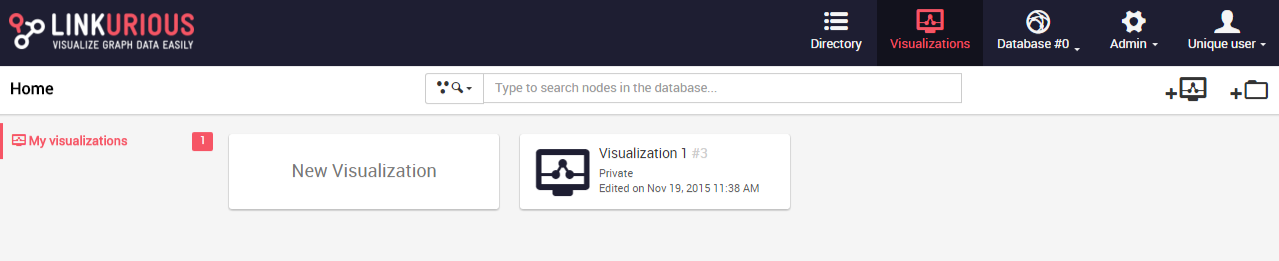 LINKURIOUS
VISUALIZE GRAPH DATA EASILY
Directory
Visualizations
Database #0
Admin
Unique user
Home
Type to search nodes in the database...
My visualizations
1
New Visualization
Visualization 1 #3
Private
Edited on Nov 19, 2015 11:38 AM